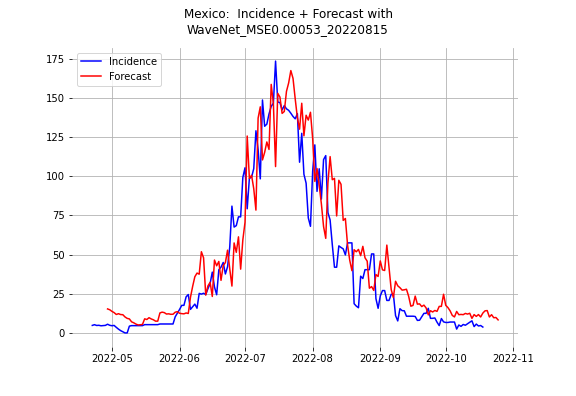 Mexico:  Incidence + Forecast with
WaveNet_MSE0.00053_20220815
Incidence
Forecast
175
150
125
100
75
50
25
0
2022-05 2022-06 2022-07 2022-08 2022-09 2022-10 2022-11